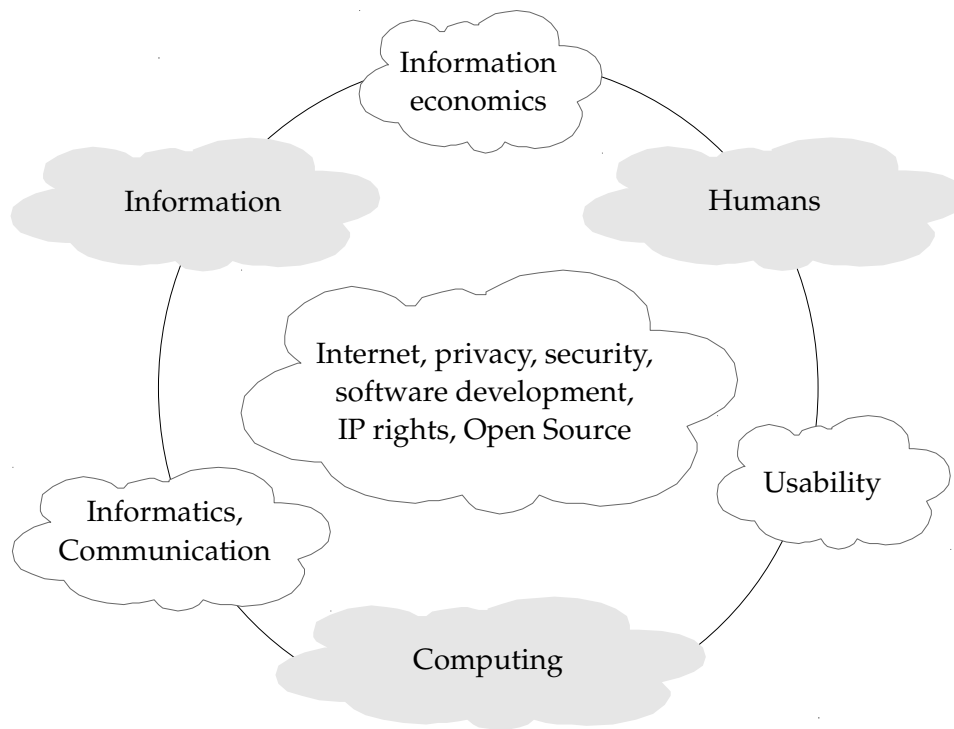 Information
economics
Information
Humans
Internet, privacy, security,
software development,
IP rights, Open Source
Usability
Informatics,
Communication
Computing